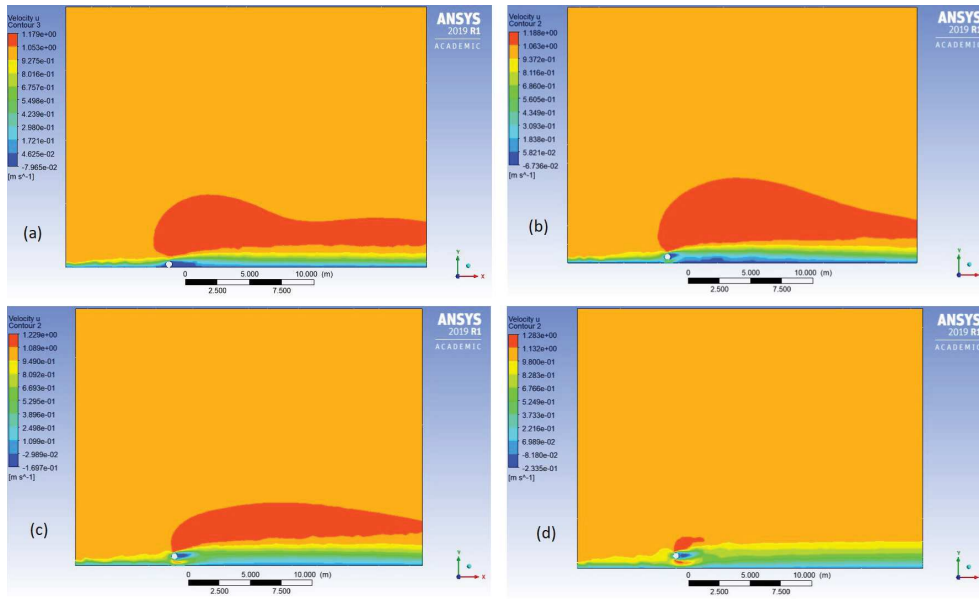 Velocity u
Contour 3
1.179e+00
1.053e+00
9.275e-01
8.016e-01
6.757e-01
5.498e-01
4.239e-01
2.980e-01
1.721e-01
4.625e-02
-7.965e-02
[m s^-1]
ANSYS
2019 R1
ACADEMIC
(a)
0 5.000 10.000 (m)
2.500 7.500
Y
X
Velocity u
Contour 2
1.188e+00
1.063e+00
9.372e-01
8.116e-01
6.860e-01
5.605e-01
4.349e-01
3.093e-01
1.838e-01
5.821e-02
-6.736e-02
[m s^-1]
ANSYS
2019 R1
ACADEMIC
(b)
0 5.000 10.000 (m)
2.500 7.500
Y
X
Velocity u
Contour 2
1.229e+00
1.089e+00
9.490e-01
8.092e-01
6.693e-01
5.295e-01
3.896e-01
2.498e-01
1.099e-01
-2.989e-02
-1.697e-01
[m s^-1]
ANSYS
2019 R1
ACADEMIC
(c)
0 5.000 10.000 (m)
2.500 7.500
Y
X
Velocity u
Contour 2
1.283e+00
1.132e+00
9.800e-01
8.283e-01
6.766e-01
5.249e-01
3.733e-01
2.216e-01
6.989e-02
-8.180e-02
-2.335e-01
[m s^-1]
ANSYS
2019 R1
ACADEMIC
(d)
0 5.000 10.000 (m)
2.500 7.500
Y
X